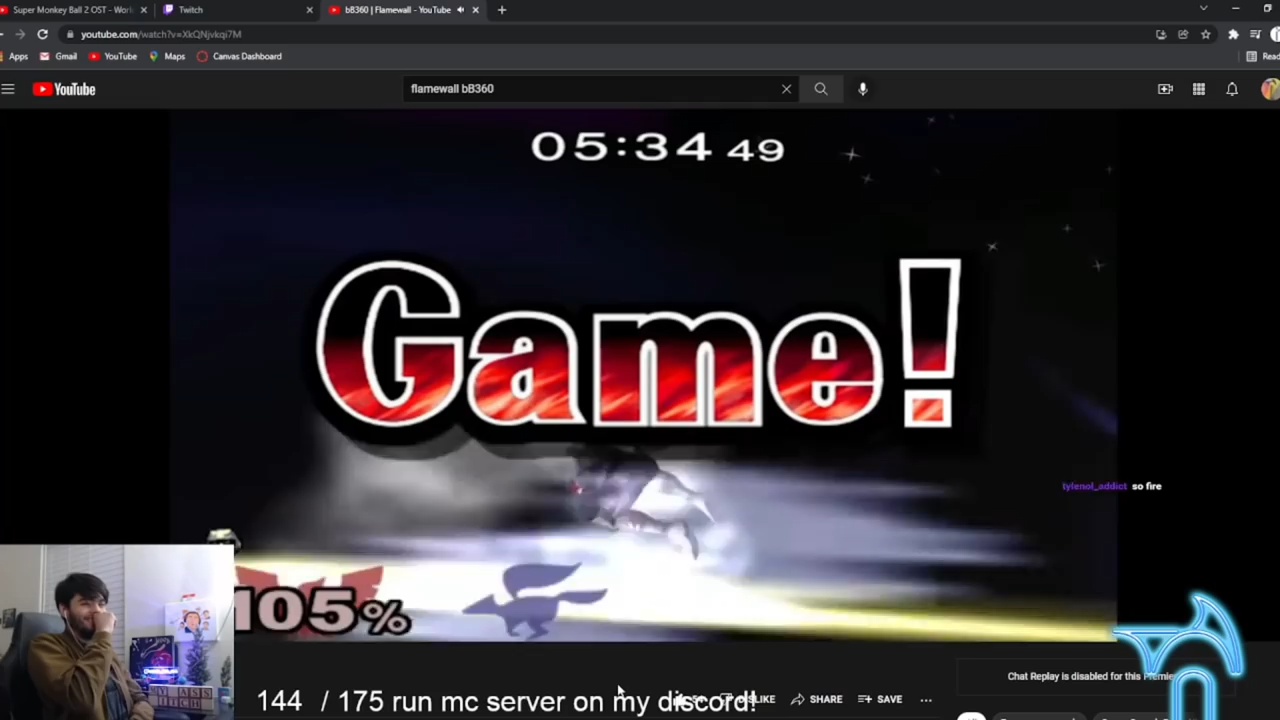 Super Monkey Ball 2 OST - Worl
Twitch
bB360 | Flamewall - YouTube
youtube.com/watch?v=XkQNjvkqi7M
Apps
Gmail
YouTube
Maps
Canvas Dashboard
Read
YouTube
flamewall bB360
05:34 49
Game!
tylenol_addict so fire
105%
Chat Replay is disabled for this Premie
144 / 175 run mc server on my discord!
SHARE
SAVE